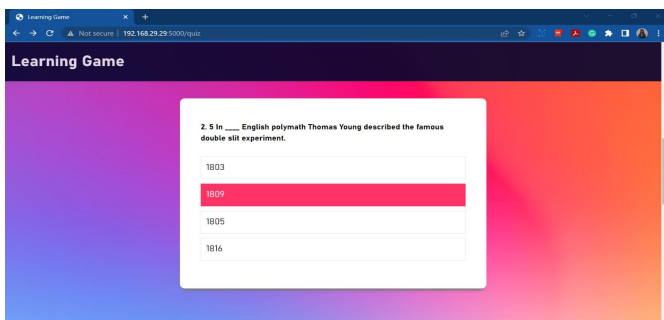 Learning Game
Not secure | 192.168.29.29:5000/quiz
Learning Game
2. 5 In ____ English polymath Thomas Young described the famous
double slit experiment.
1803
1809
1805
1816